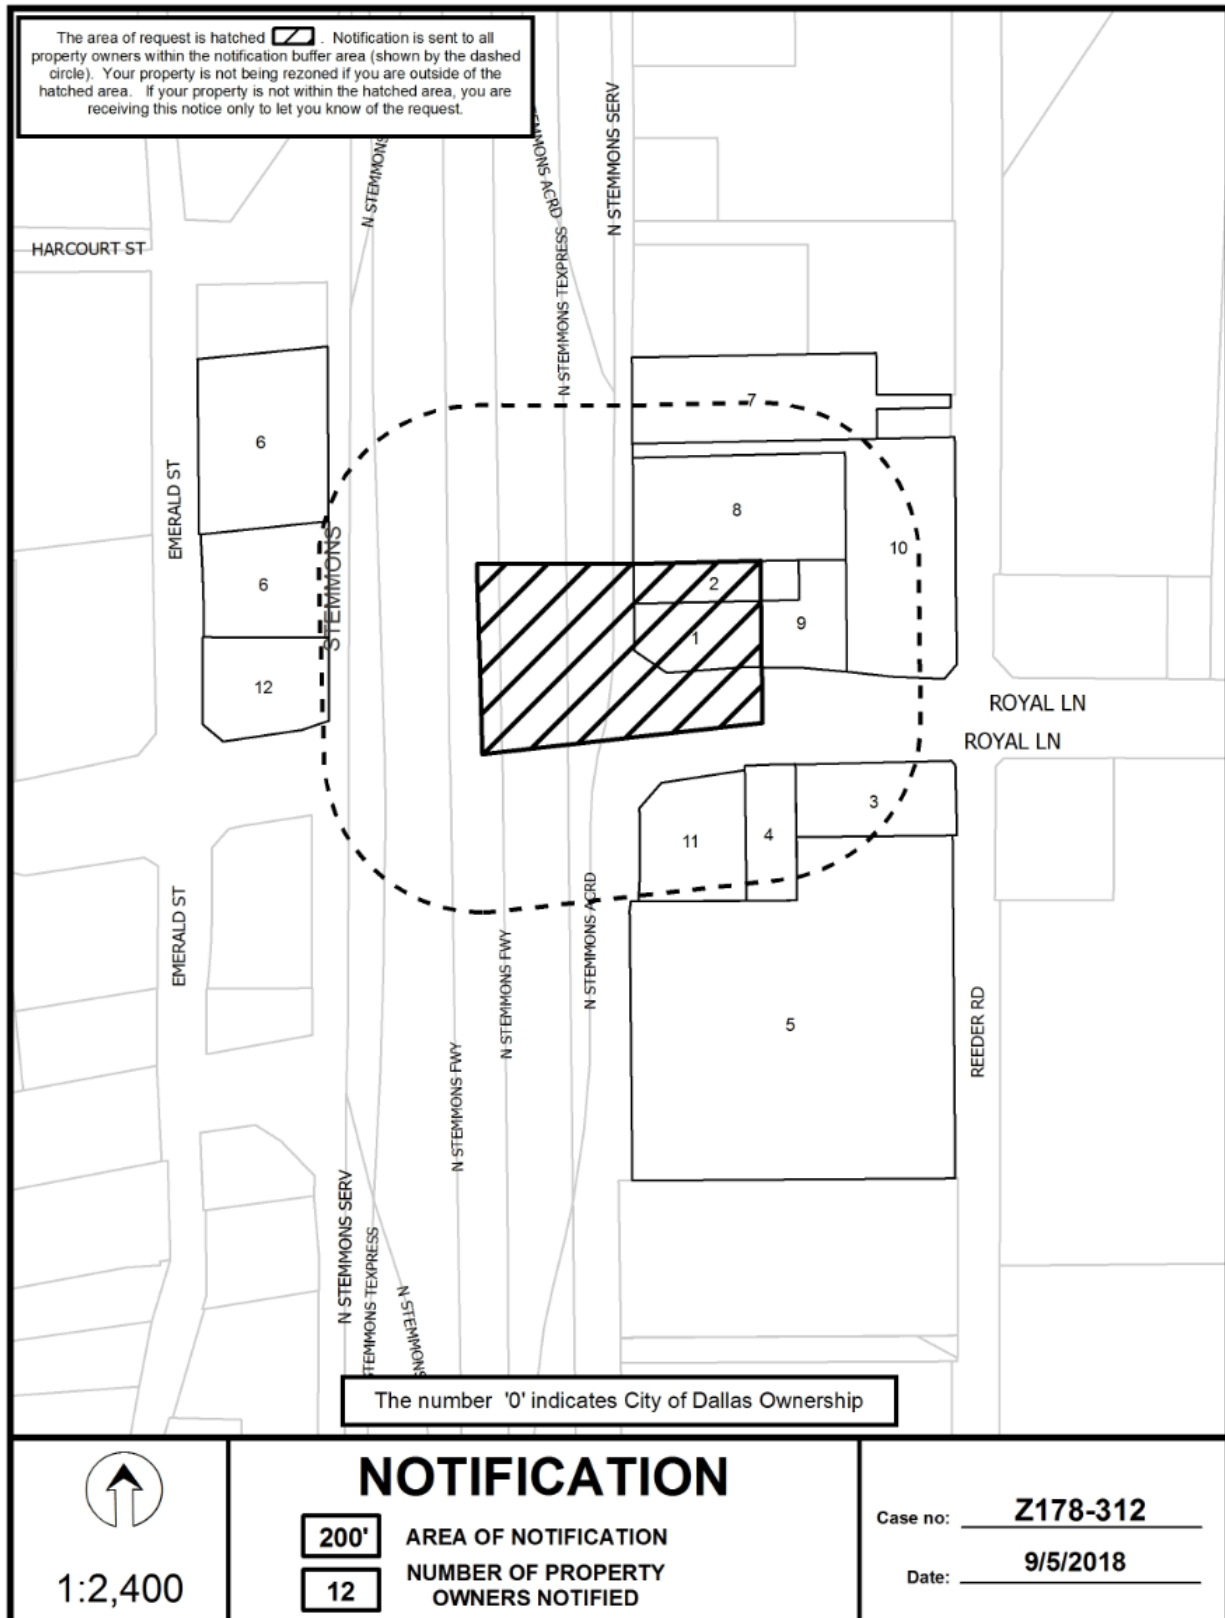 The area of request is hatched . Notification is sent to all
property owners within the notification buffer area (shown by the dashed
circle). Your property is not being rezoned if you are outside of the
hatched area. If your property is not within the hatched area, you are
receiving this notice only to let you know of the request.
N STEMMONS
EMMONS ACRD
N STEMMONS SERV
HARCOURT ST
N STEMMONS TEXPRESS
7
6
8
EMERALD ST
10
STEMMONS
6
2
9
1
12
ROYAL LN
ROYAL LN
3
11
4
EMERALD ST
N STEMMONS ACRD
N STEMMONS FWY
5
REEDER RD
N STEMMONS FWY
N STEMMONS SERV
TEMMONS TEXPRESS
N STEMMONS
The number '0' indicates City of Dallas Ownership
1:2,400
NOTIFICATION
200' AREA OF NOTIFICATION
12 NUMBER OF PROPERTY
OWNERS NOTIFIED
Case no: Z178-312
Date: 9/5/2018